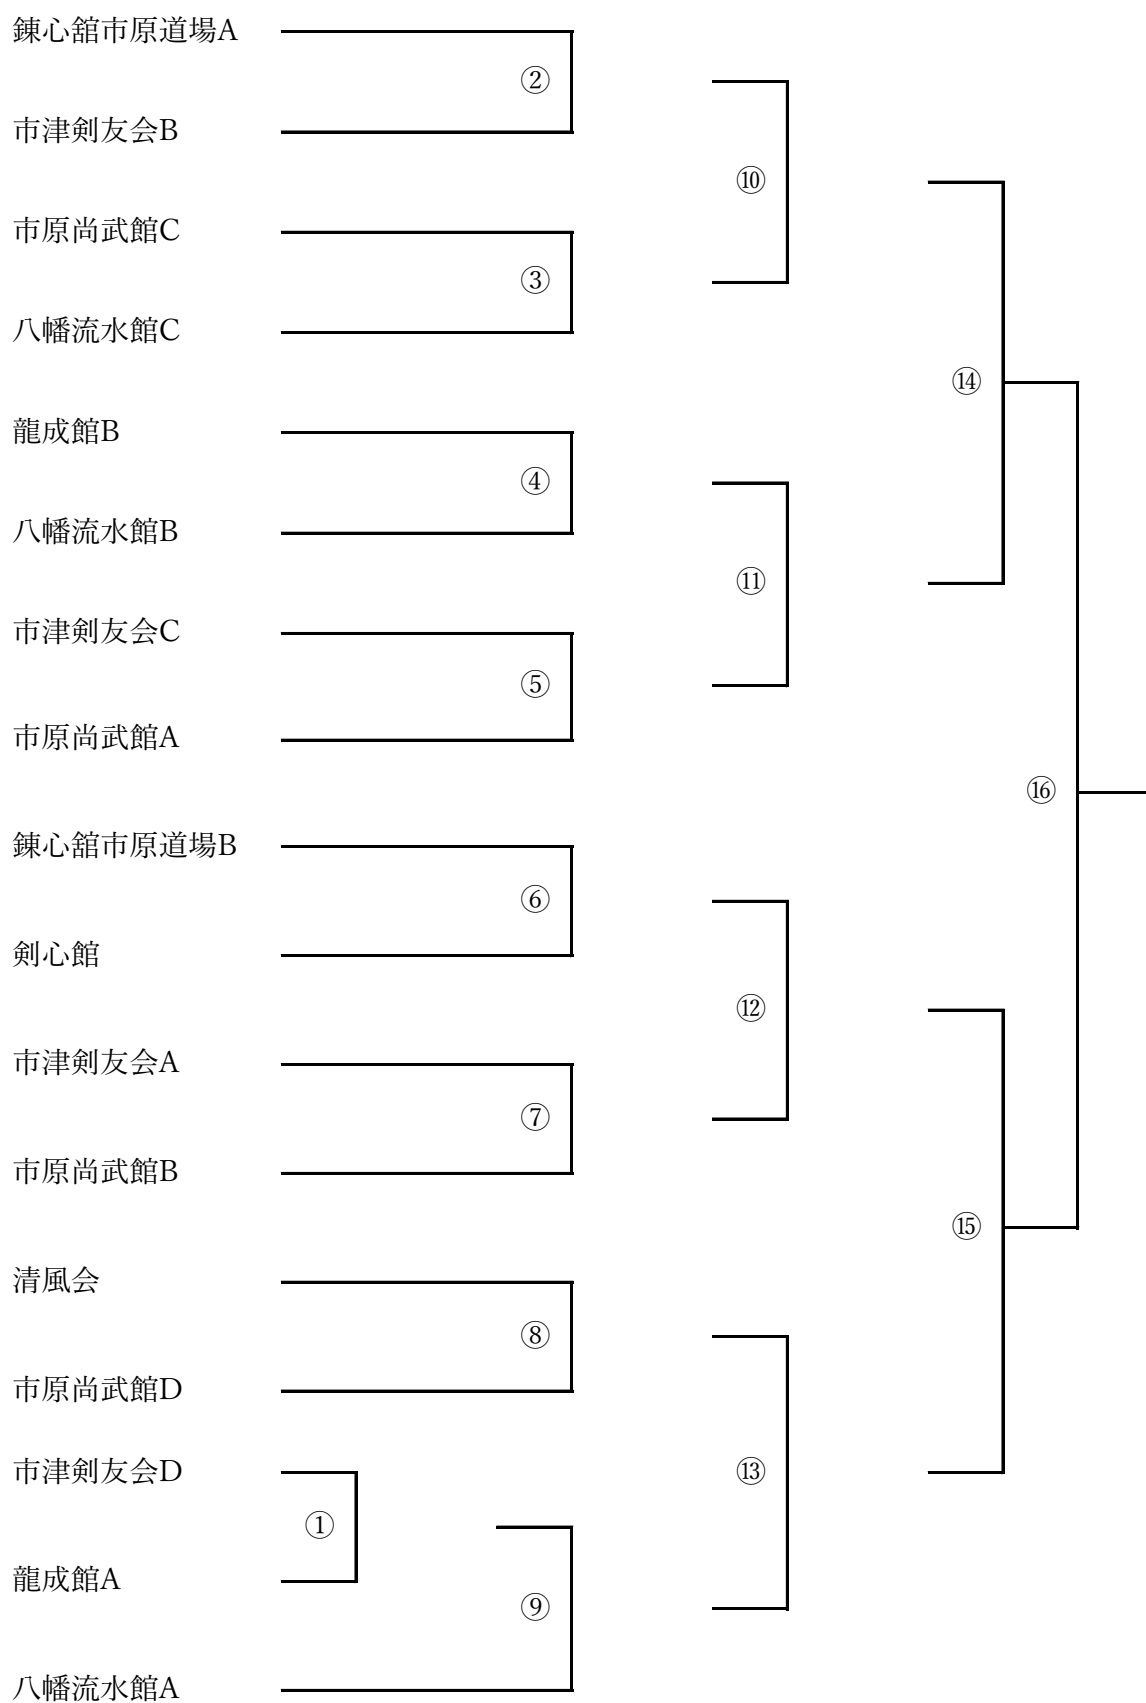 錬心舘市原道場A
②
市津剣友会B
⑩
市原尚武館C
③
八幡流水館C
⑭
龍成館B
④
八幡流水館B
⑪
市津剣友会C
⑤
市原尚武館A
⑯
錬心舘市原道場B
⑥
剣心館
⑫
市津剣友会A
⑦
市原尚武館B
⑮
清風会
⑧
市原尚武館D
市津剣友会D
⑬
①
龍成館A
⑨
八幡流水館A